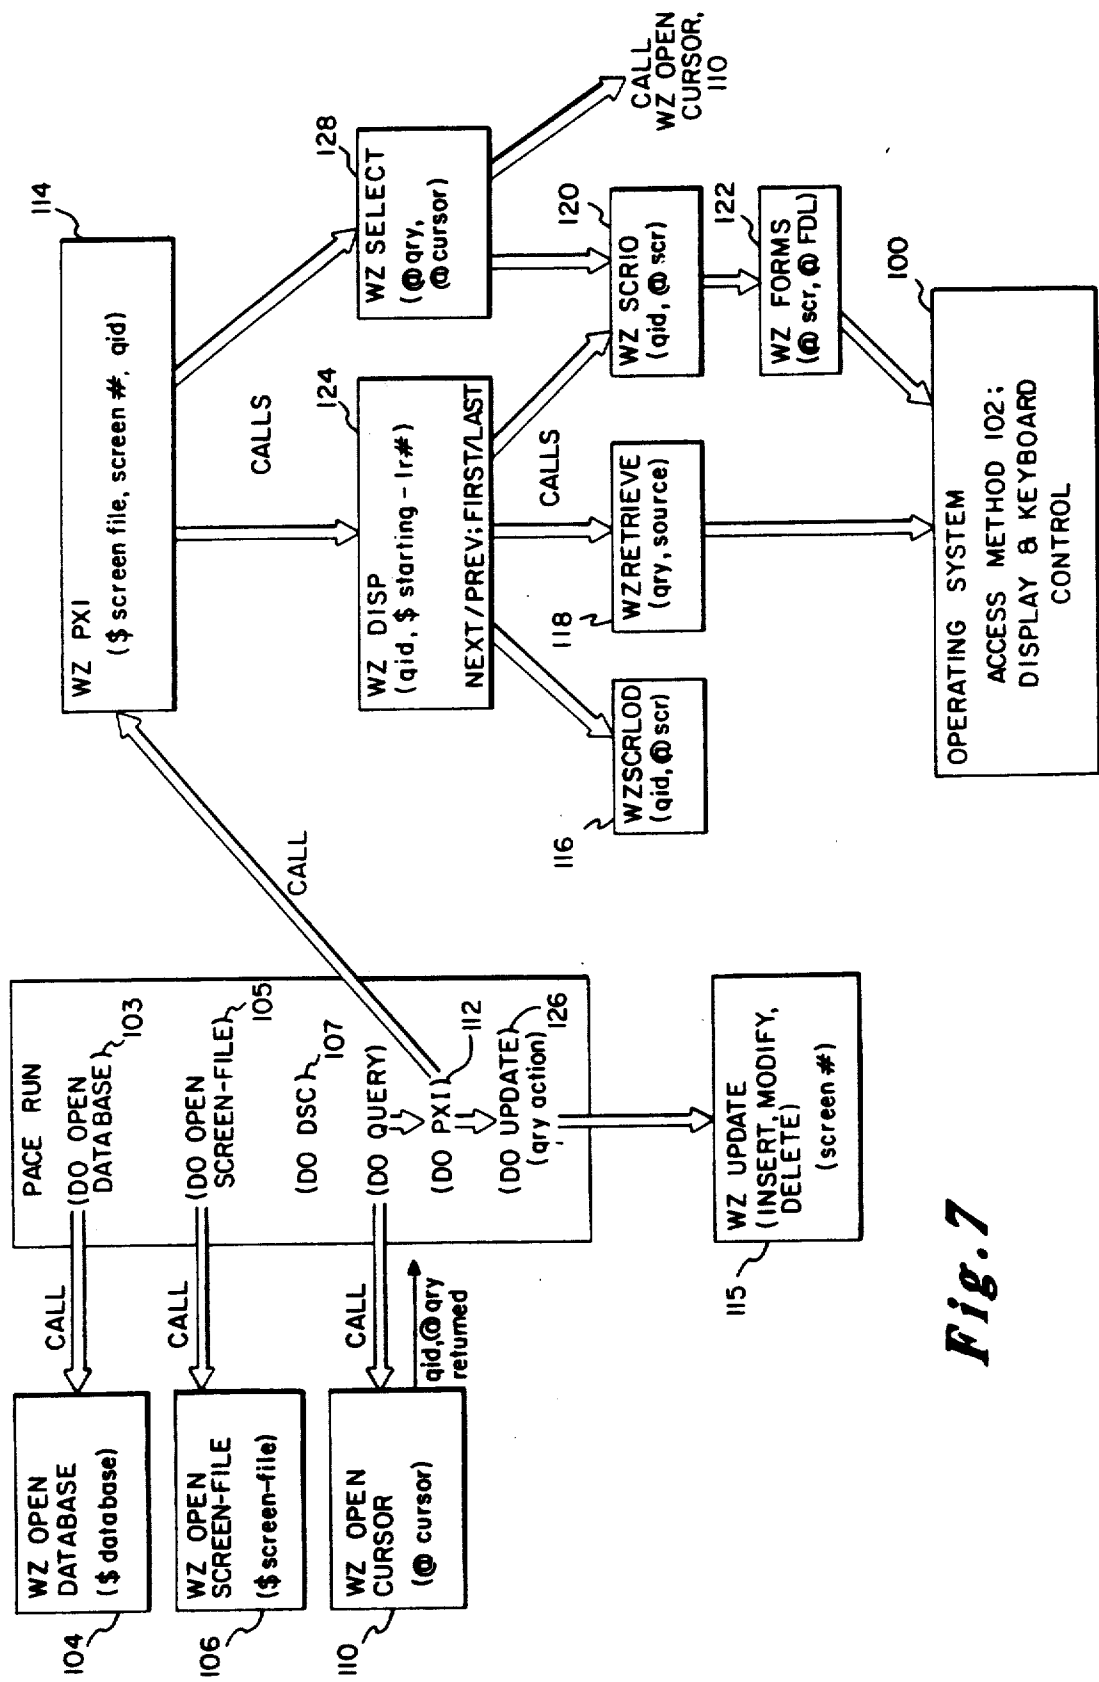 WZ OPEN
DATABASE
($ database)
104
WZ OPEN
SCREEN-FILE
($ screen-file)
106
WZ OPEN
CURSOR
(@ cursor)
110
CALL
CALL
CALL
qid,@qry
returned
PACE RUN
(DO OPEN
DATABASE)
103
(DO OPEN
SCREEN-FILE)
105
(DO DSC)
107
(DO QUERY)
(DO PXI)
112
(DO UPDATE)
126
(qry action)
WZ UPDATE
(INSERT, MODIFY,
DELETE)
(screen #)
115
CALL
WZ PXI
($ screen file, screen #, qid)
114
CALLS
WZ DISP
(qid, $ starting - lr#)
NEXT/PREV; FIRST/LAST
124
WZ SELECT
(@ qry,
@ cursor)
128
CALL
WZ OPEN
CURSOR,
110
CALLS
WZSCRLOD
(qid, @ scr)
116
WZRETRIEVE
(qry, source)
118
WZ SCRIO
(qid, @ scr)
120
WZ FORMS
(@ scr, @ FDL)
122
OPERATING SYSTEM
ACCESS METHOD 102;
DISPLAY & KEYBOARD
CONTROL
100
Fig. 7